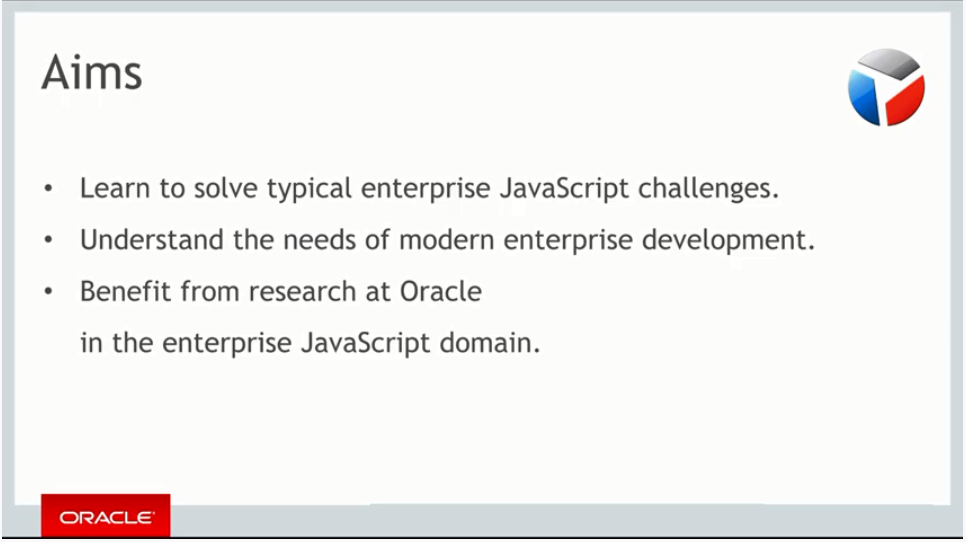 Aims
• Learn to solve typical enterprise JavaScript challenges.
• Understand the needs of modern enterprise development.
• Benefit from research at Oracle
in the enterprise JavaScript domain.
ORACLE